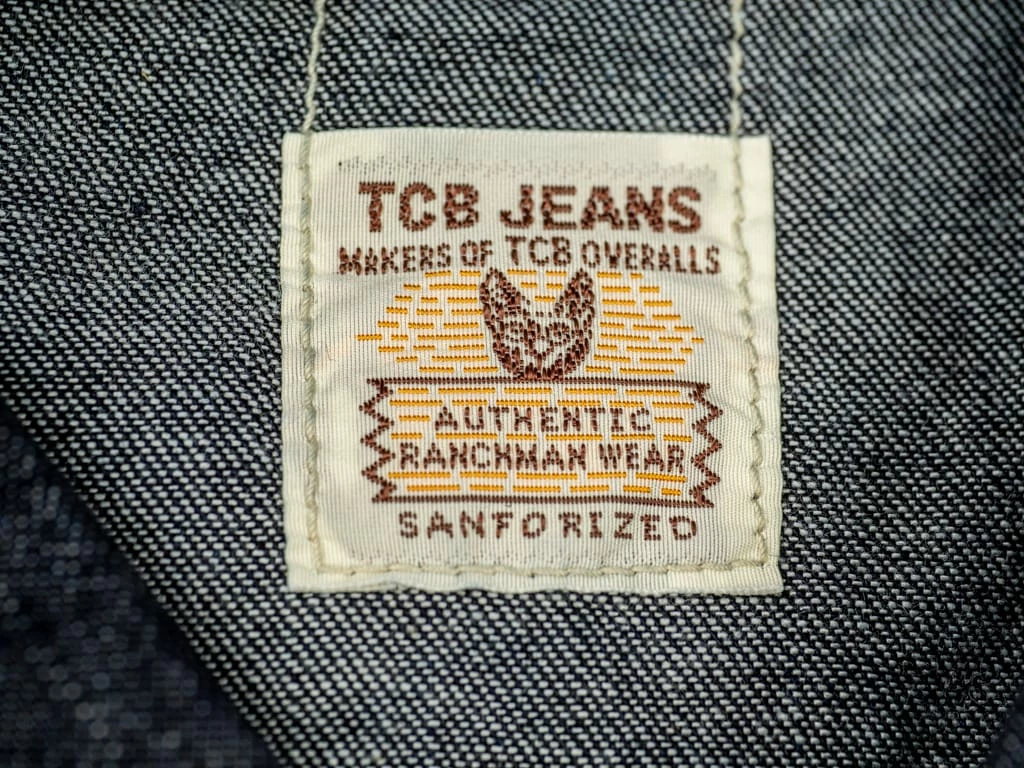 TCB JEANS
MAKERS OF TCB OVERALLS
AUTHENTIC
RANCHMAN WEAR
SANFORIZED